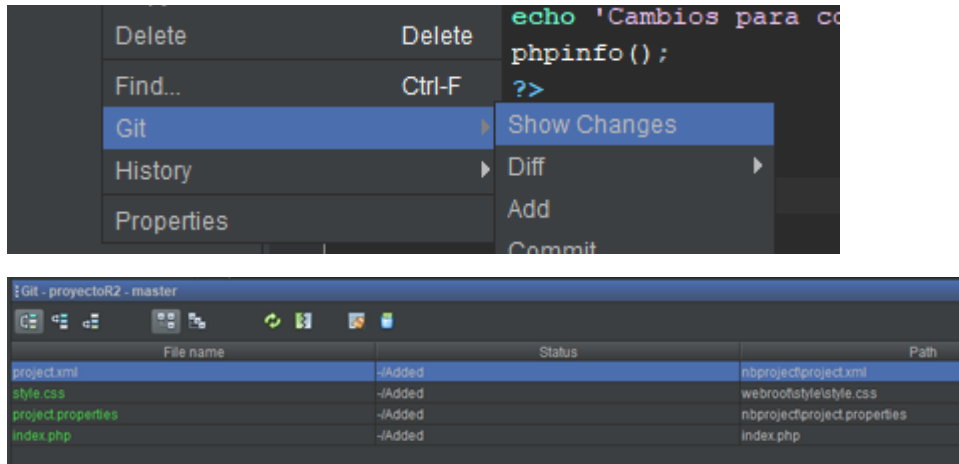 echo 'Cambios para co
Delete Delete
phpinfo();
Find... Ctrl-F
?>
Git
Show Changes
History
Diff
Add
Properties
Commit
Git - proyectoR2 - master
File name Status Path
project.xml -/Added nbproject\project.xml
style.css -/Added webroot\style\style.css
project.properties -/Added nbproject\project.properties
index.php -/Added index.php